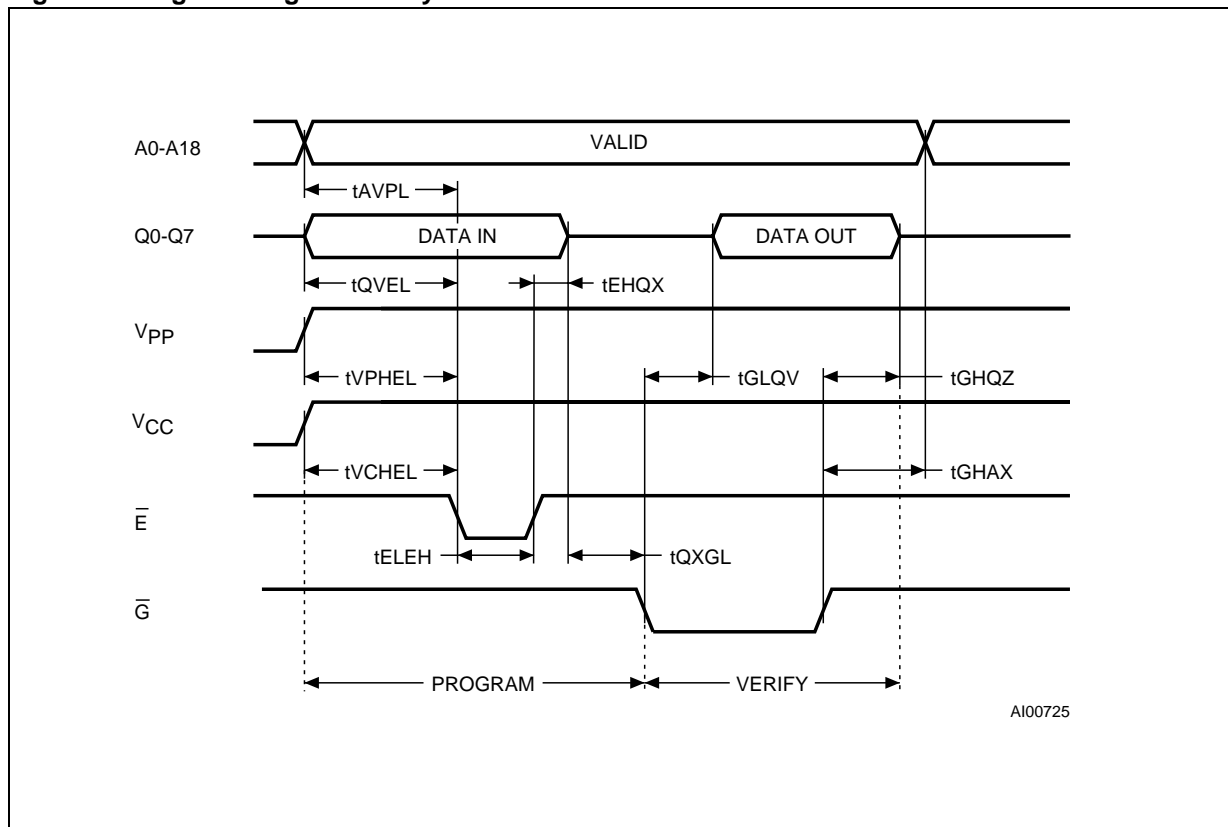 A0-A18
VALID
tAVPL
Q0-Q7
DATA IN
DATA OUT
tQVEL
tEHQX
VPP
tVPHEL
tGLQV
tGHQZ
VCC
tVCHEL
tGHAX
E̅
tELEH
tQXGL
G̅
PROGRAM
VERIFY
AI00725